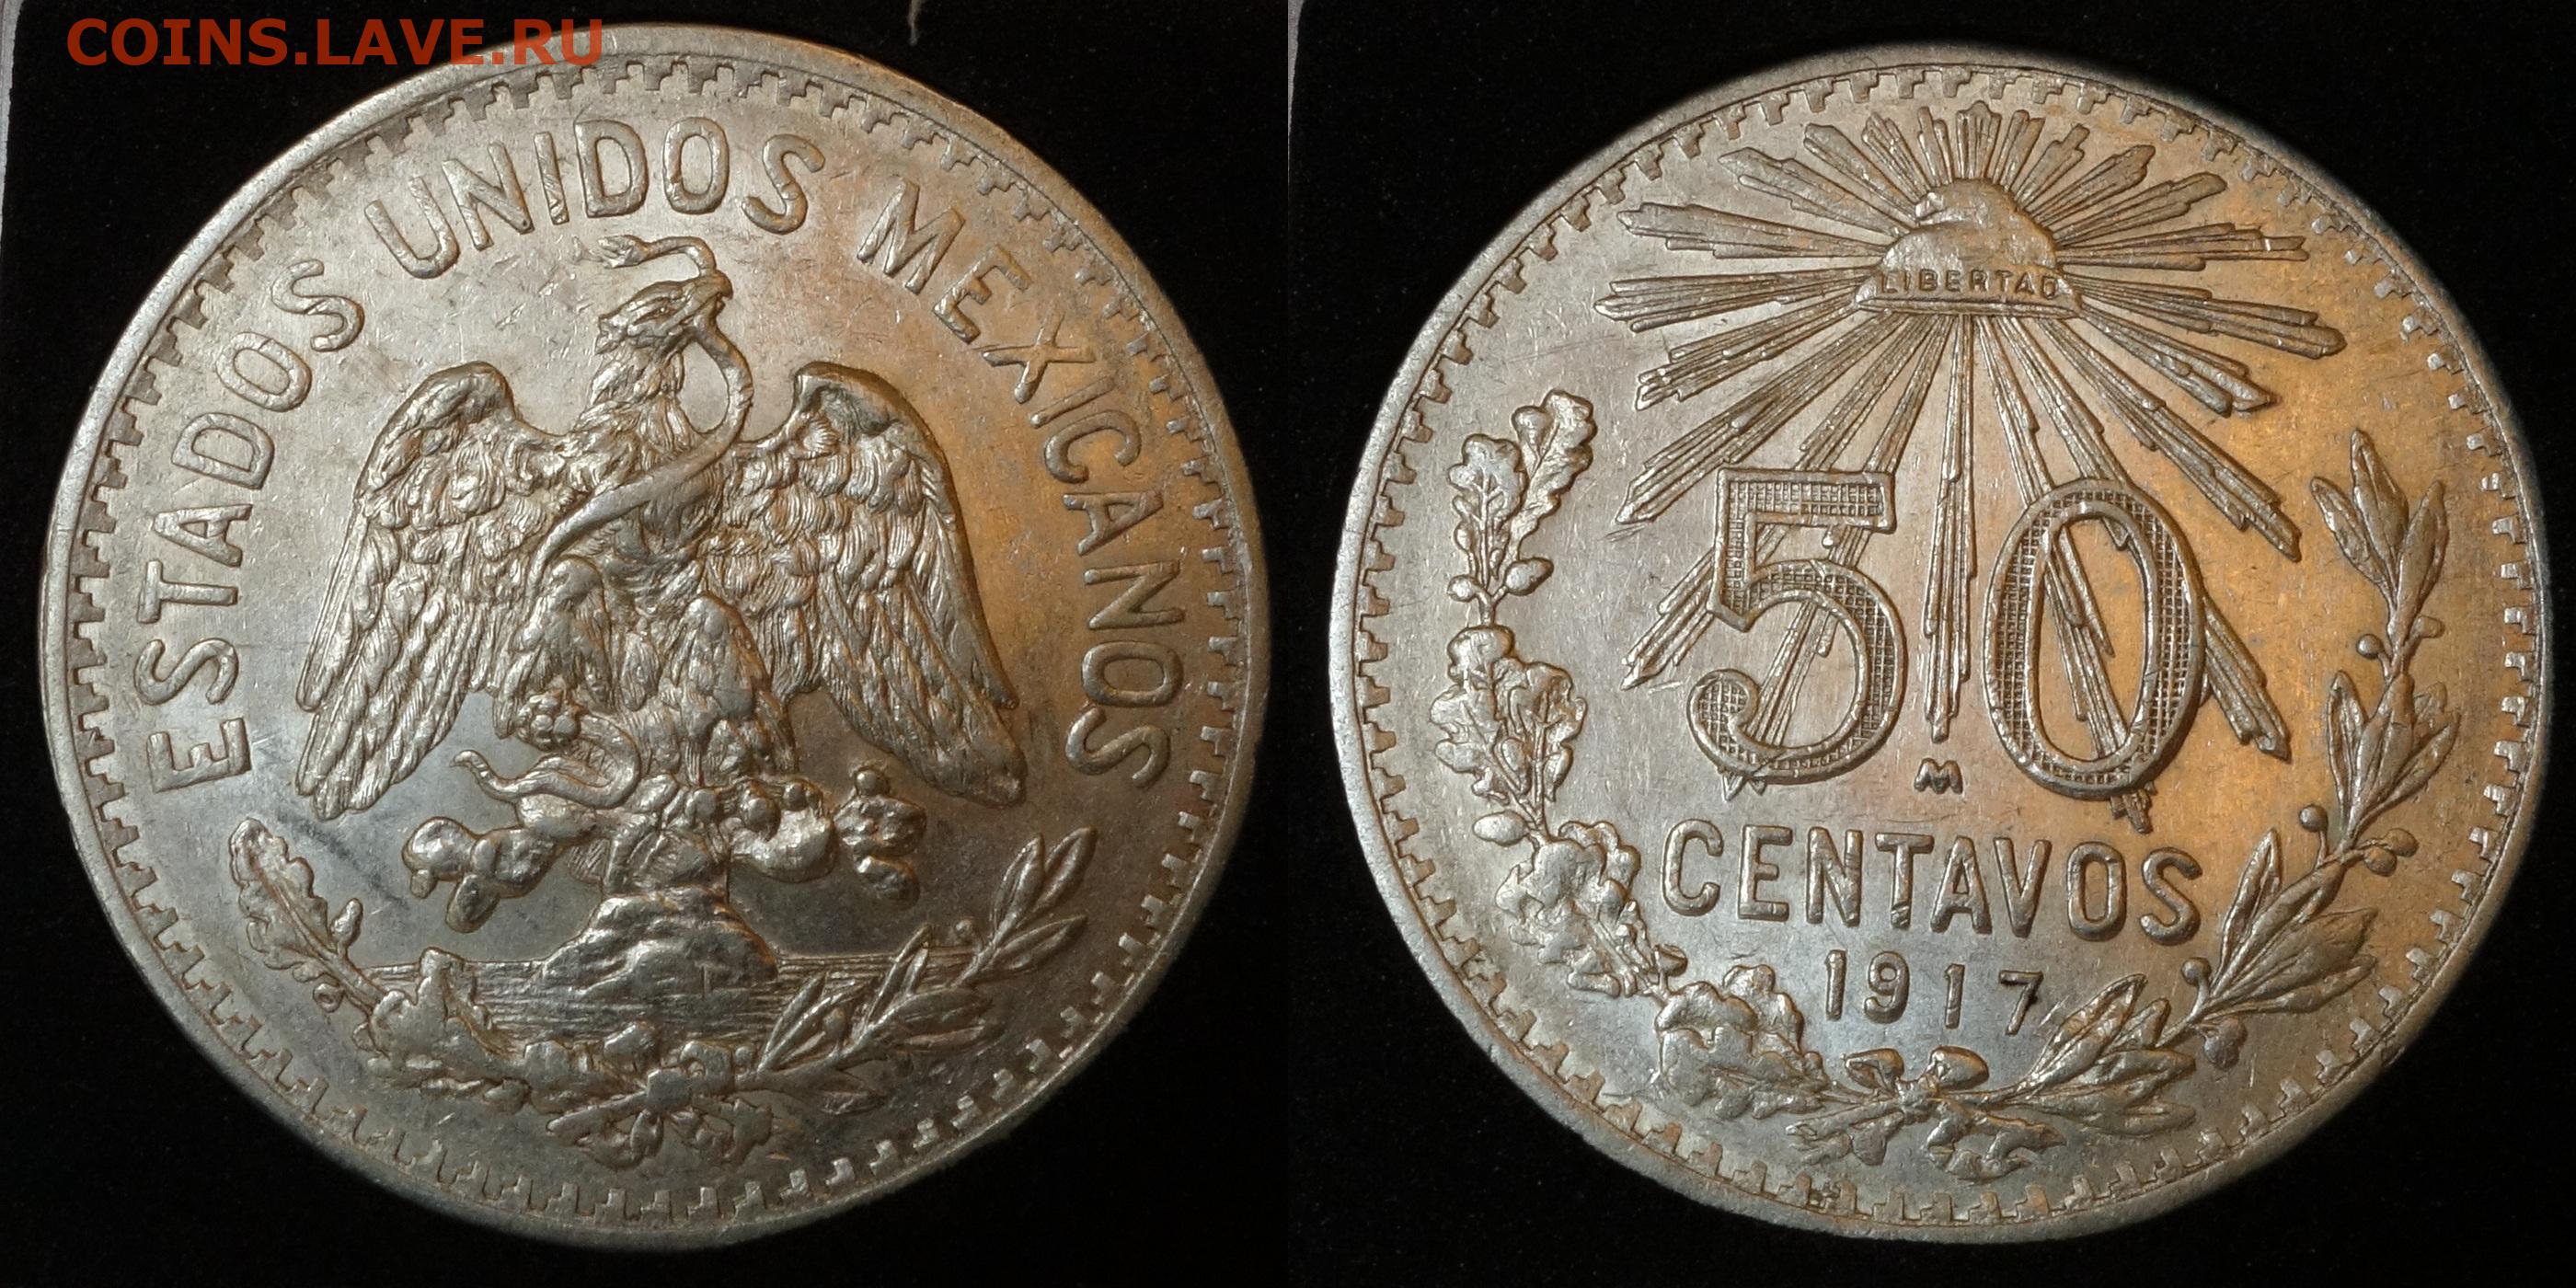 COINS.LAVE.RU
ESTADOS UNIDOS MEXICANOS
LIBERTAD
50
M
CENTAVOS
1917